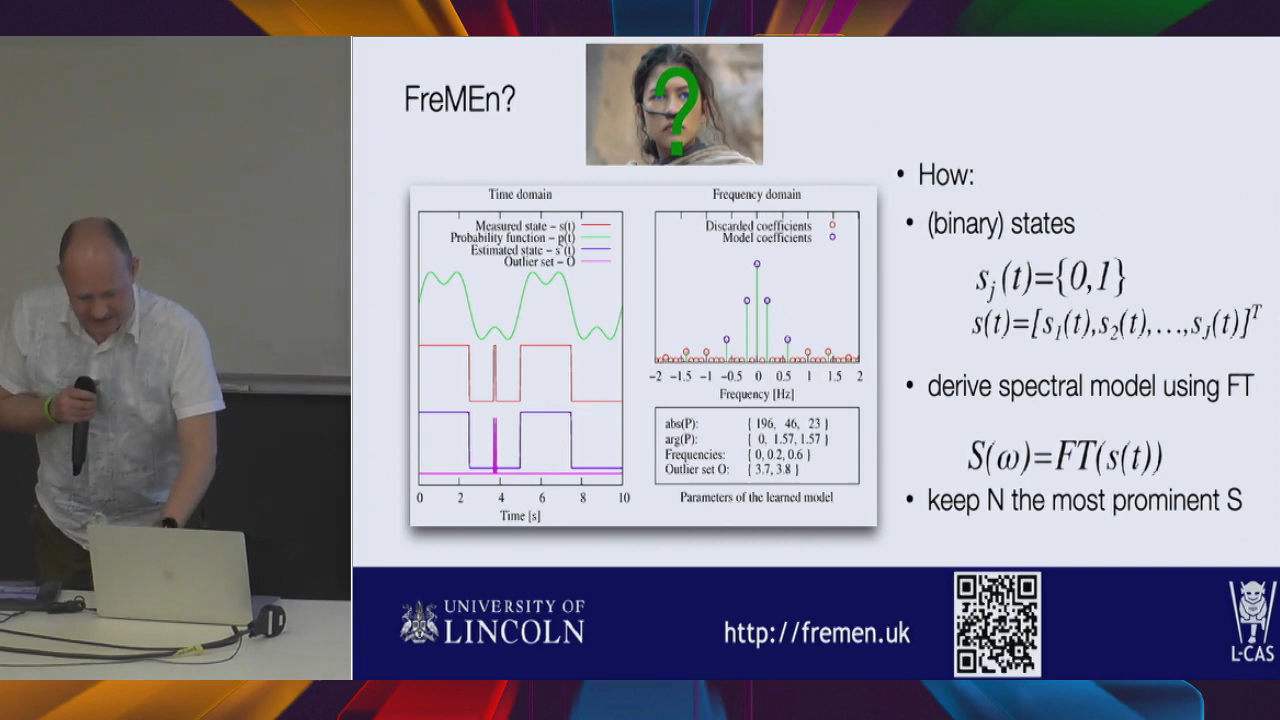 FreMEn?
?
Time domain
Measured state – s(t)
Probability function – p(t)
Estimated state – s'(t)
Outlier set – O
0 2 4 6 8 10
Time [s]
Frequency domain
Discarded coefficients
Model coefficients
−2 −1.5 −1 −0.5 0 0.5 1 1.5 2
Frequency [Hz]
abs(P): { 196, 46, 23 }
arg(P): { 0, 1.57, 1.57 }
Frequencies: { 0, 0.2, 0.6 }
Outlier set O: { 3.7, 3.8 }
Parameters of the learned model
• How:
• (binary) states
s_j(t)={0,1}
s(t)=[s_1(t),s_2(t),…,s_J(t)]^T
• derive spectral model using FT
S(ω)=FT(s(t))
• keep N the most prominent S
UNIVERSITY OF
LINCOLN
http://fremen.uk
L-CAS